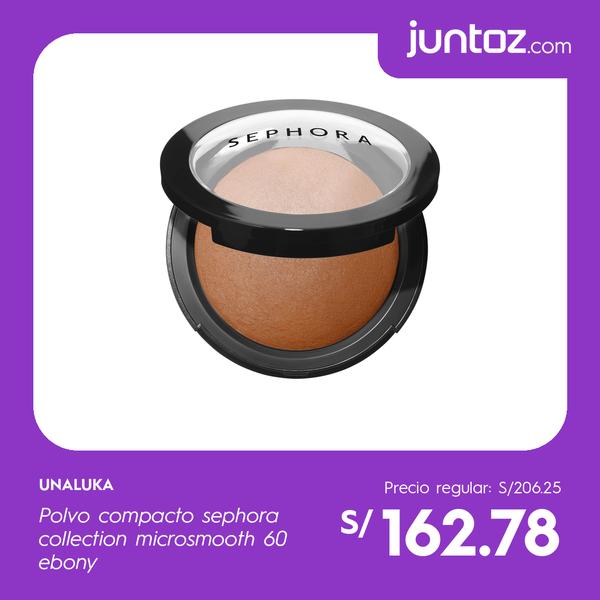 juntoz.com
SEPHORA
UNALUKA
Polvo compacto sephora
collection microsmooth 60
ebony
Precio regular: S/206.25
S/162.78